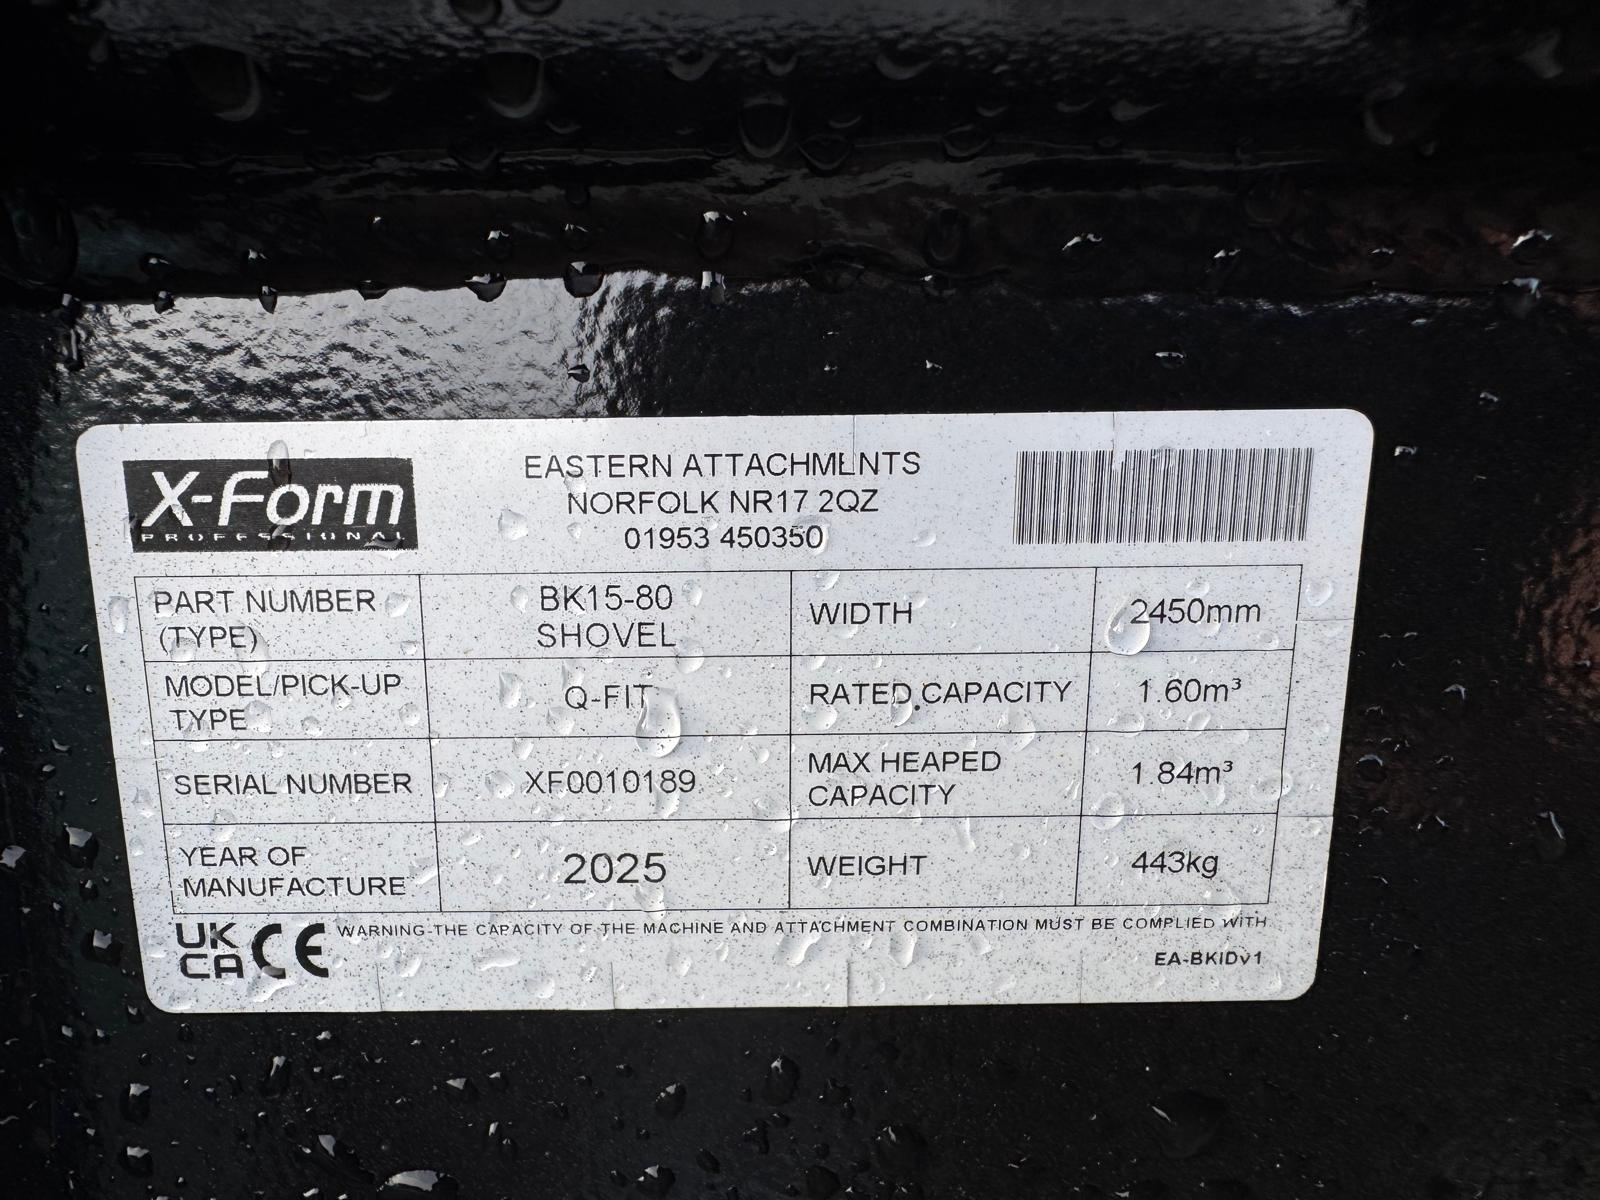 X-Form
PROFESSIONAL
EASTERN ATTACHMENTS
NORFOLK NR17 2QZ
01953 450350
PART NUMBER
(TYPE)
BK15-80
SHOVEL
WIDTH
2450mm
MODEL/PICK-UP
TYPE
Q-FIT
RATED CAPACITY
1.60m³
SERIAL NUMBER
XF0010189
MAX HEAPED
CAPACITY
1.84m³
YEAR OF
MANUFACTURE
2025
WEIGHT
443kg
UK
CA
CE
WARNING-THE CAPACITY OF THE MACHINE AND ATTACHMENT COMBINATION MUST BE COMPLIED WITH
EA-BKIDv1